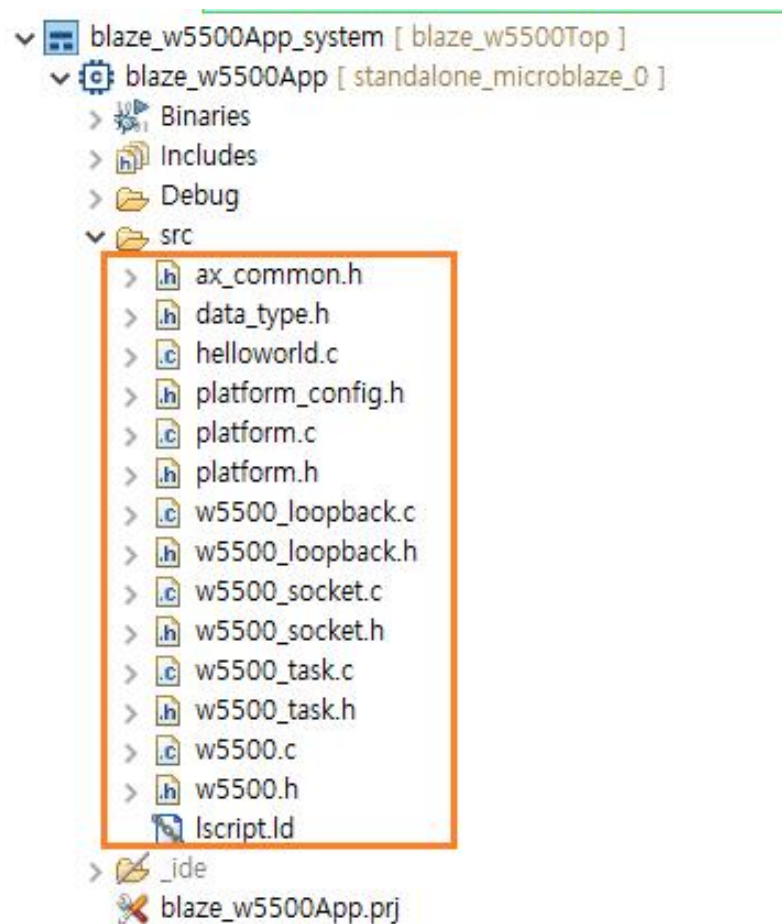 blaze_w5500App_system [ blaze_w5500Top ]
blaze_w5500App [ standalone_microblaze_0 ]
Binaries
Includes
Debug
src
ax_common.h
data_type.h
helloworld.c
platform_config.h
platform.c
platform.h
w5500_loopback.c
w5500_loopback.h
w5500_socket.c
w5500_socket.h
w5500_task.c
w5500_task.h
w5500.c
w5500.h
lscript.ld
_ide
blaze_w5500App.prj